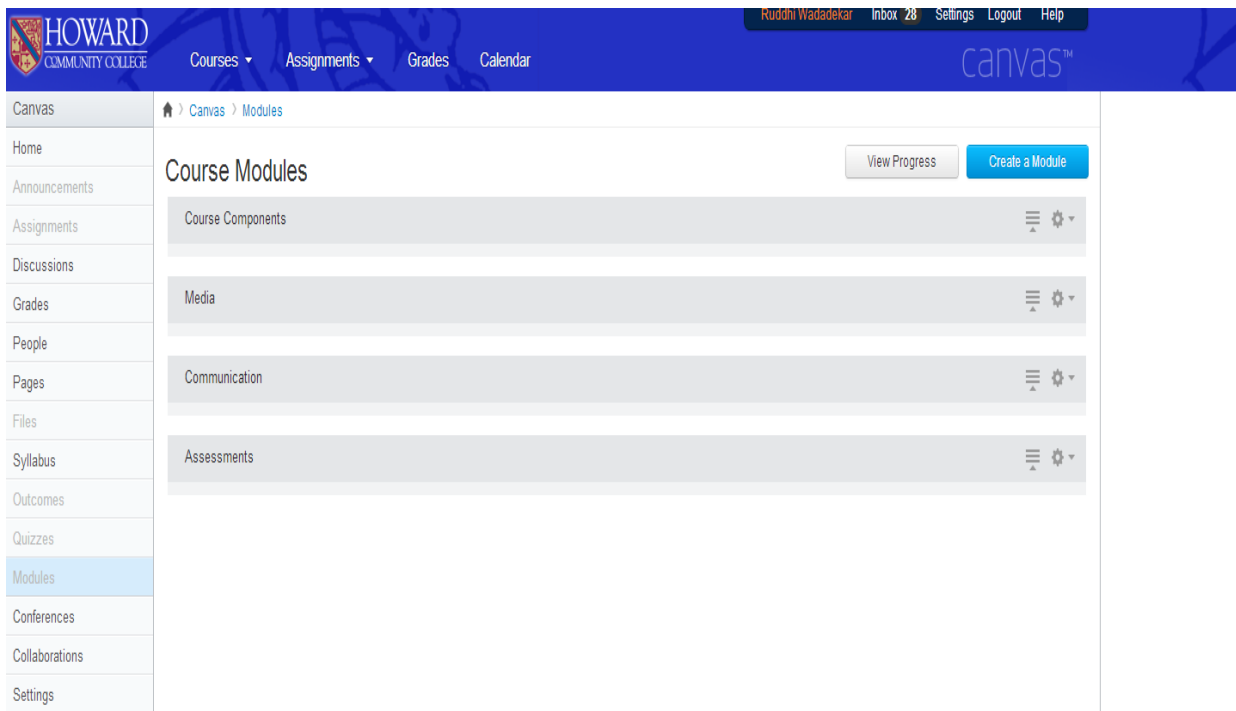 Ruddhi Wadadekar Inbox 28 Settings Logout Help
HOWARD
COMMUNITY COLLEGE
Courses Assignments Grades Calendar
canvas™
Canvas
Canvas Modules
Home
Announcements
Assignments
Discussions
Grades
People
Pages
Files
Syllabus
Outcomes
Quizzes
Modules
Conferences
Collaborations
Settings
Course Modules
View Progress
Create a Module
Course Components
Media
Communication
Assessments